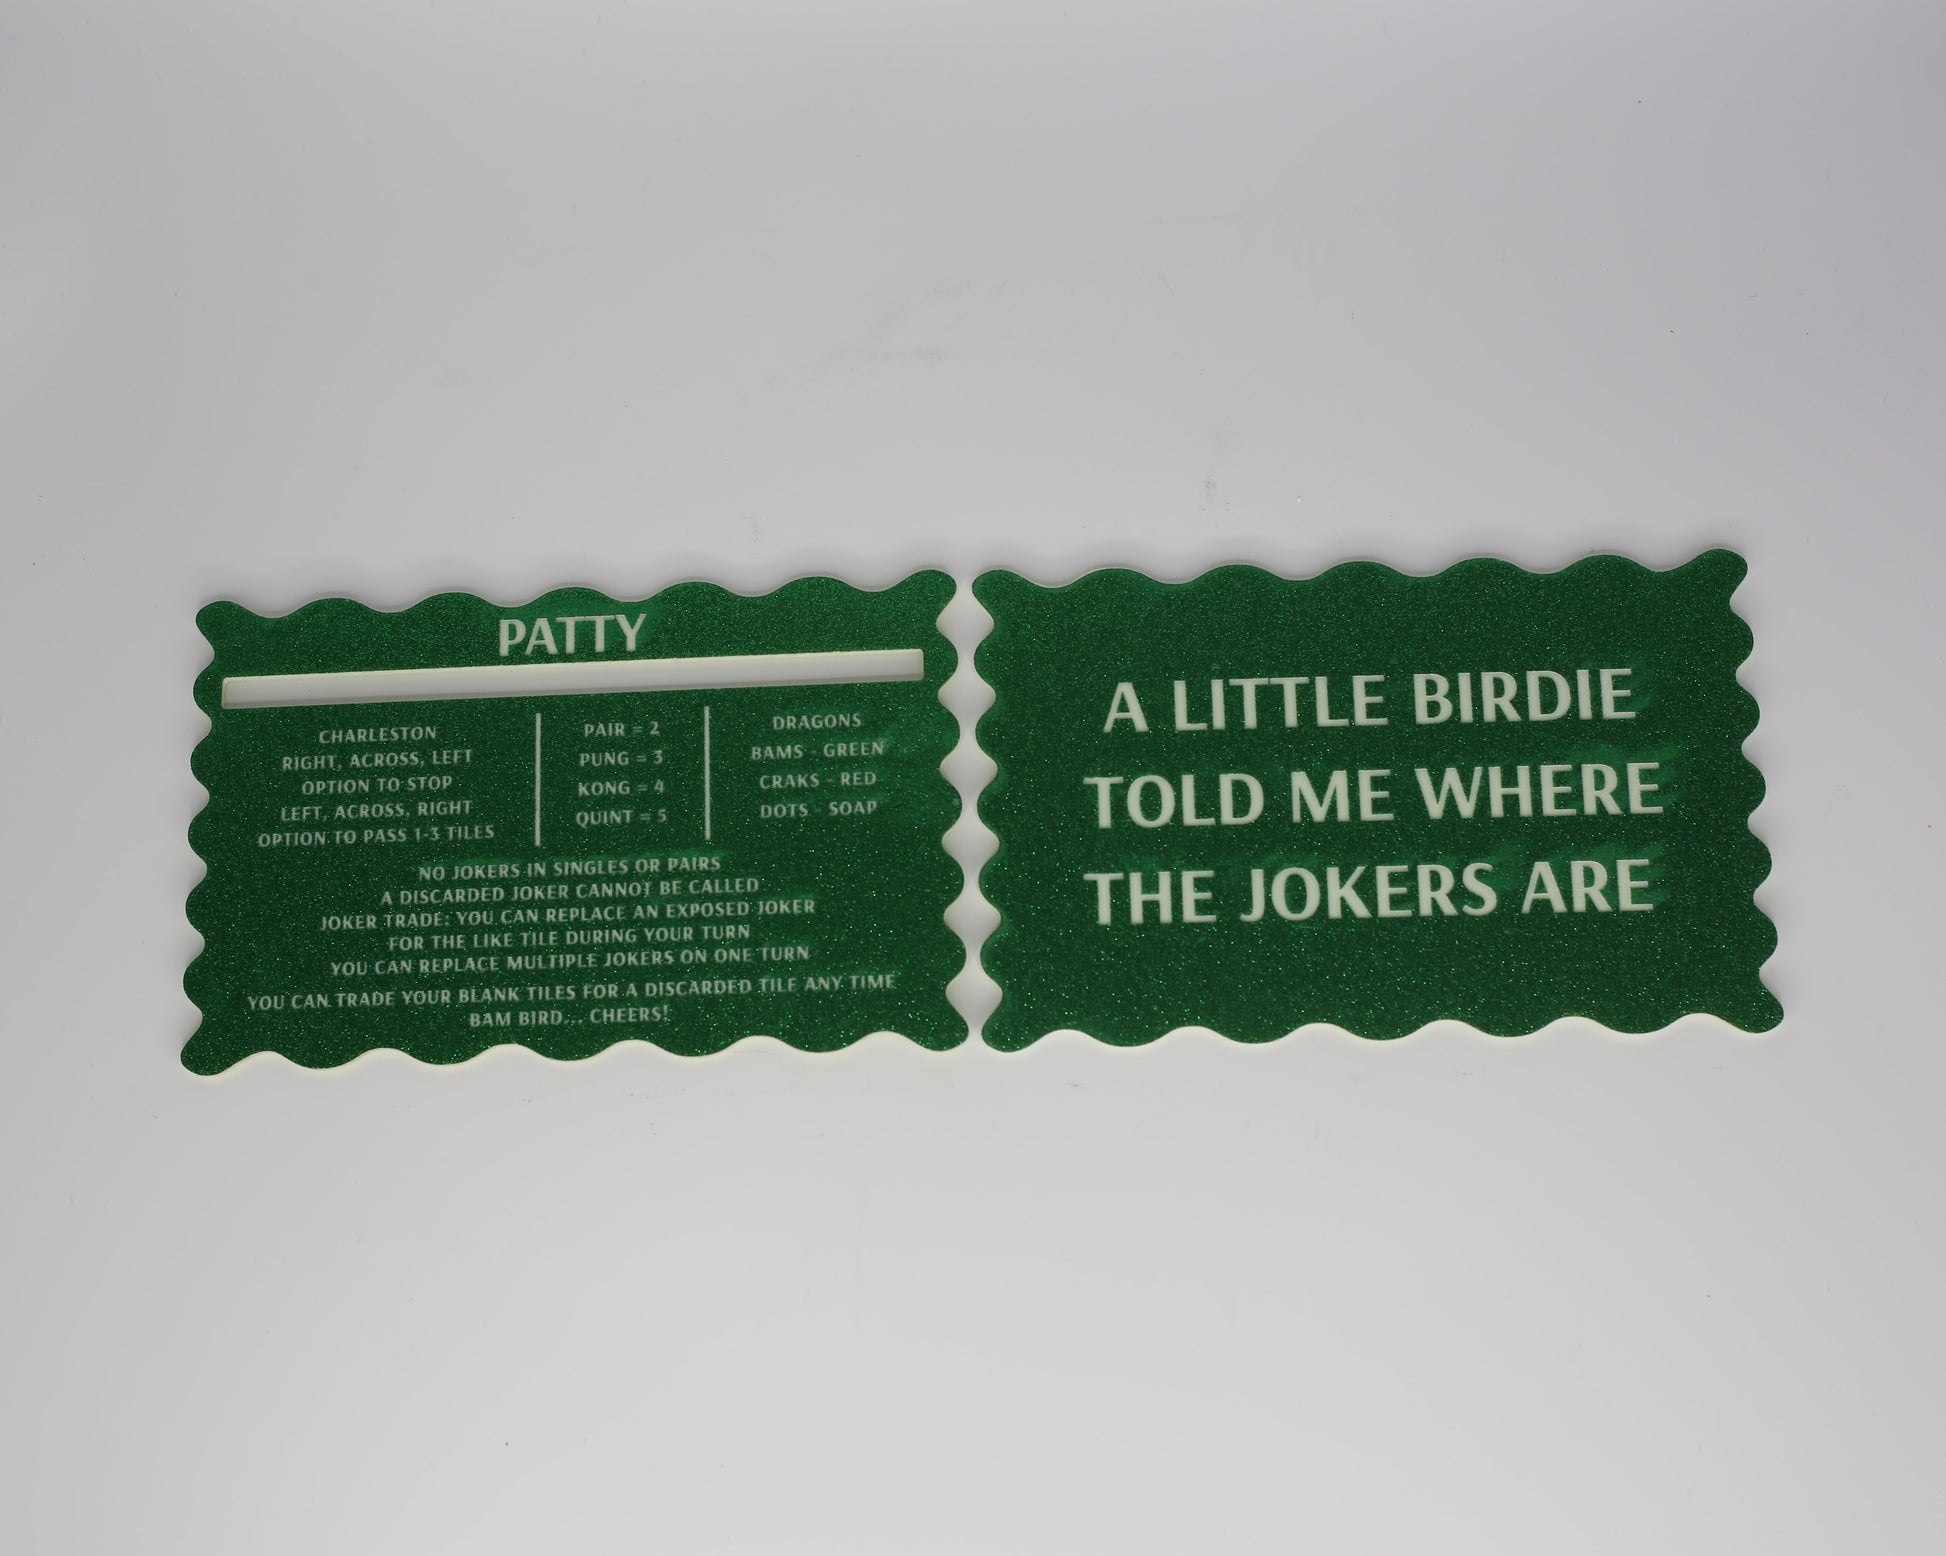 PATTY
CHARLESTON
RIGHT, ACROSS, LEFT
OPTION TO STOP
LEFT, ACROSS, RIGHT
OPTION TO PASS 1-3 TILES
PAIR = 2
PUNG = 3
KONG = 4
QUINT = 5
DRAGONS
BAMS - GREEN
CRAKS - RED
DOTS - SOAP
NO JOKERS IN SINGLES OR PAIRS
A DISCARDED JOKER CANNOT BE CALLED
JOKER TRADE: YOU CAN REPLACE AN EXPOSED JOKER
FOR THE LIKE TILE DURING YOUR TURN
YOU CAN REPLACE MULTIPLE JOKERS ON ONE TURN
YOU CAN TRADE YOUR BLANK TILES FOR A DISCARDED TILE ANY TIME
BAM BIRD... CHEERS!
A LITTLE BIRDIE
TOLD ME WHERE
THE JOKERS ARE